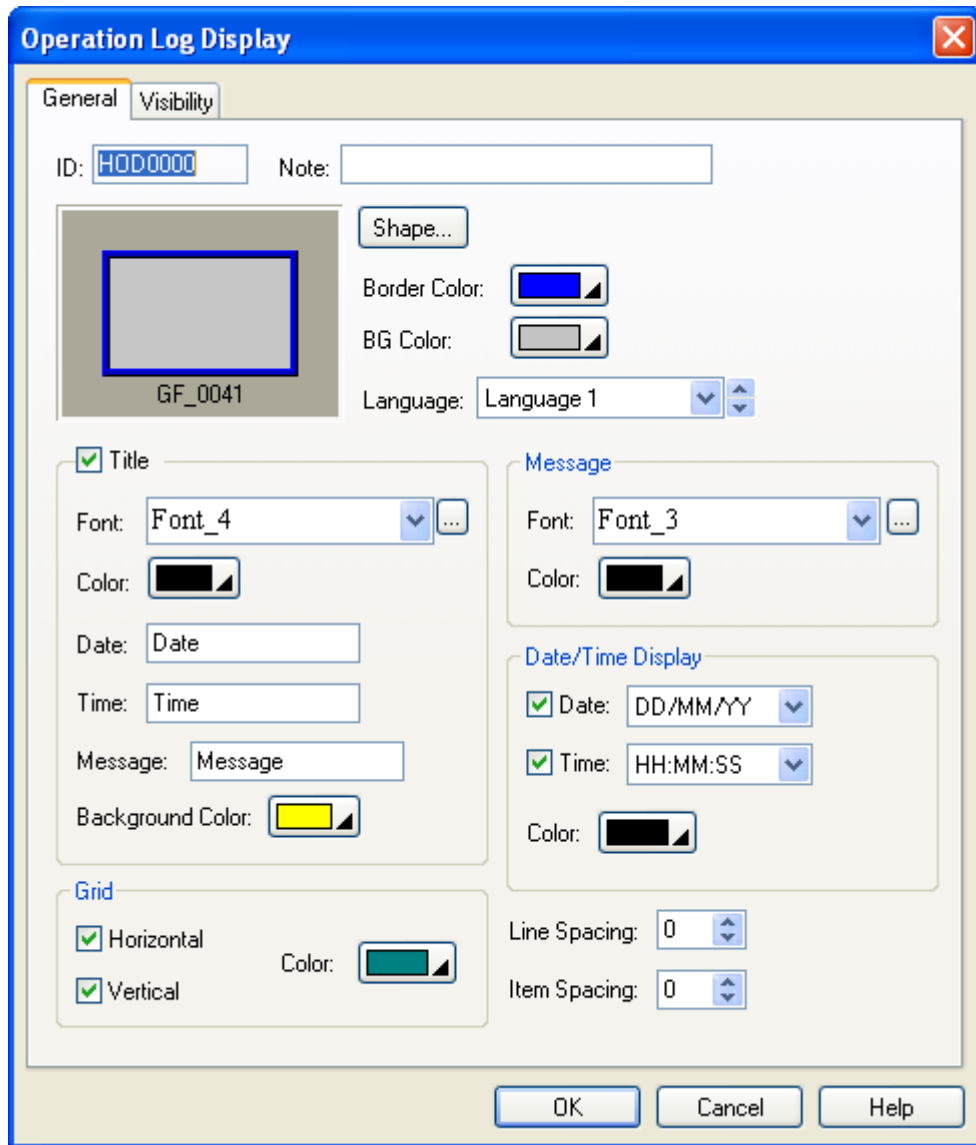 Operation Log Display
General Visibility
ID: HOD0000 Note:
Shape...
Border Color:
BG Color:
GF_0041
Language: Language 1
Title
Font: Font_4 ...
Color:
Date: Date
Time: Time
Message: Message
Background Color:
Message
Font: Font_3 ...
Color:
Date/Time Display
Date: DD/MM/YY
Time: HH:MM:SS
Color:
Grid
Horizontal
Vertical
Color:
Line Spacing: 0
Item Spacing: 0
OK Cancel Help